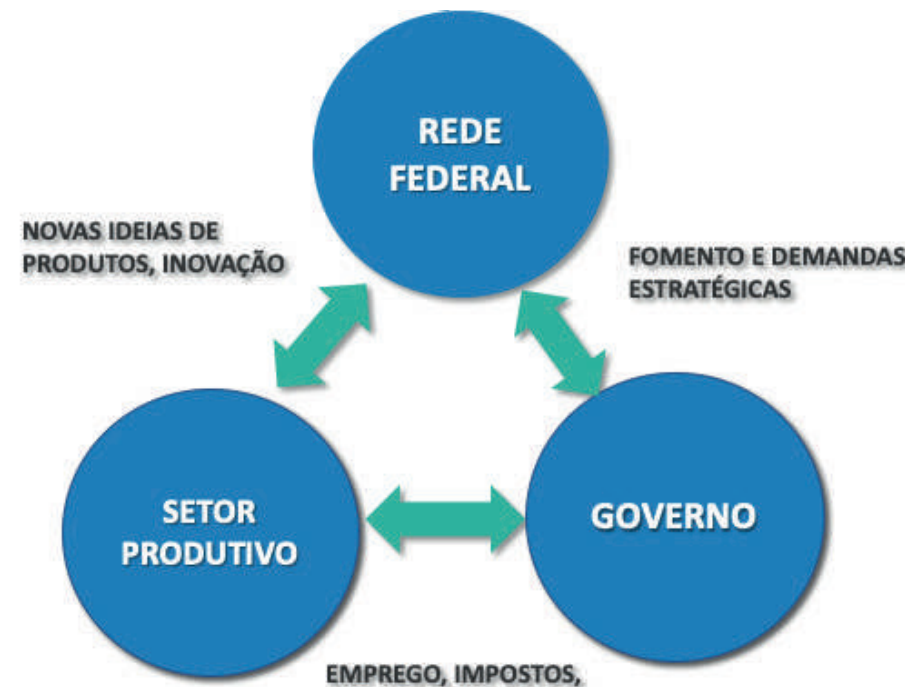 REDE
FEDERAL
NOVAS IDEIAS DE
PRODUTOS, INOVAÇÃO
FOMENTO E DEMANDAS
ESTRATÉGICAS
SETOR
PRODUTIVO
GOVERNO
EMPREGO, IMPOSTOS,